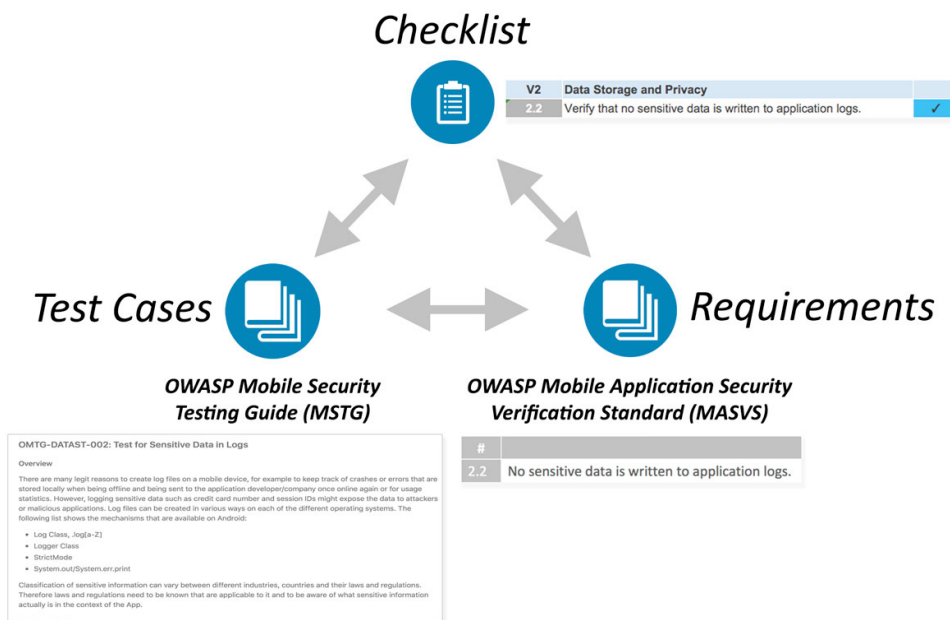 Checklist
V2 Data Storage and Privacy
2.2 Verify that no sensitive data is written to application logs. ✓
Test Cases
Requirements
OWASP Mobile Security
Testing Guide (MSTG)
OWASP Mobile Application Security
Verification Standard (MASVS)
OMTG-DATAST-002: Test for Sensitive Data in Logs
Overview
There are many legit reasons to create log files on a mobile device, for example to keep track of crashes or errors that are
stored locally when being offline and being sent to the application developer/company once online again or for usage
statistics. However, logging sensitive data such as credit card number and session IDs might expose the data to attackers
or malicious applications. Log files can be created in various ways on each of the different operating systems. The
following list shows the mechanisms that are available on Android:
• Log Class, .log[a-Z]
• Logger Class
• StrictMode
• System.out/System.err.print
Classification of sensitive information can vary between different industries, countries and their laws and regulations.
Therefore laws and regulations need to be known that are applicable to it and to be aware of what sensitive information
actually is in the context of the App.
#
2.2 No sensitive data is written to application logs.